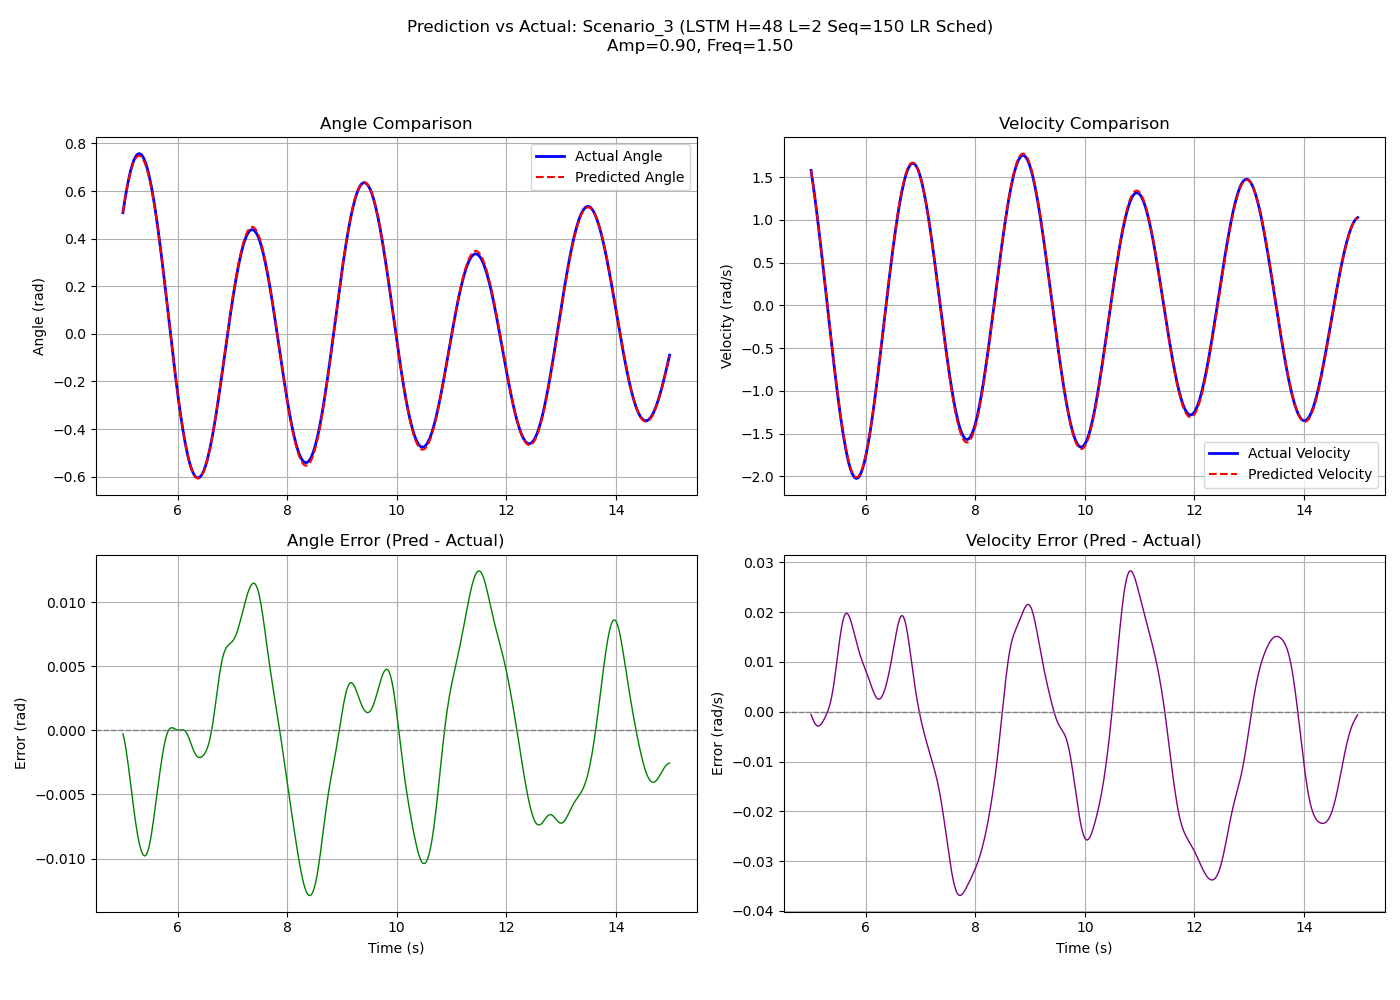 Prediction vs Actual: Scenario_3 (LSTM H=48 L=2 Seq=150 LR Sched)
Amp=0.90, Freq=1.50
Angle Comparison
Angle (rad)
0.8
0.6
0.4
0.2
0.0
−0.2
−0.4
−0.6
Actual Angle
Predicted Angle
6 8 10 12 14
Velocity Comparison
Velocity (rad/s)
1.5
1.0
0.5
0.0
−0.5
−1.0
−1.5
−2.0
Actual Velocity
Predicted Velocity
6 8 10 12 14
Angle Error (Pred - Actual)
Error (rad)
0.010
0.005
0.000
−0.005
−0.010
6 8 10 12 14
Time (s)
Velocity Error (Pred - Actual)
Error (rad/s)
0.03
0.02
0.01
0.00
−0.01
−0.02
−0.03
−0.04
6 8 10 12 14
Time (s)